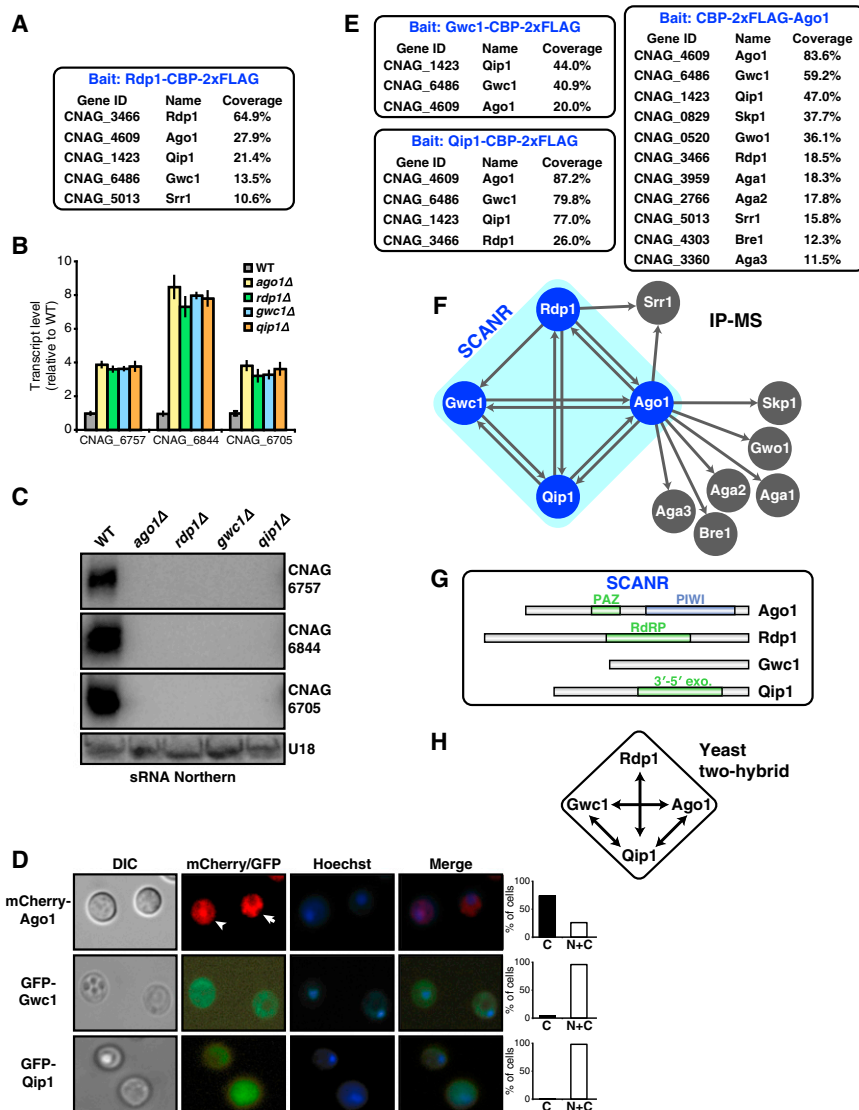 A
Bait: Rdp1-CBP-2xFLAG
Gene ID Name Coverage
CNAG_3466 Rdp1 64.9%
CNAG_4609 Ago1 27.9%
CNAG_1423 Qip1 21.4%
CNAG_6486 Gwc1 13.5%
CNAG_5013 Srr1 10.6%
B
Transcript level
(relative to WT)
10
8
6
4
2
0
WT
ago1Δ
rdp1Δ
gwc1Δ
qip1Δ
CNAG_6757 CNAG_6844 CNAG_6705
C
WT ago1Δ rdp1Δ gwc1Δ qip1Δ
CNAG
6757
CNAG
6844
CNAG
6705
U18
sRNA Northern
D
DIC mCherry/GFP Hoechst Merge
mCherry-
Ago1
% of cells
100
50
0
C N+C
GFP-
Gwc1
% of cells
100
50
0
C N+C
GFP-
Qip1
% of cells
100
50
0
C N+C
E
Bait: Gwc1-CBP-2xFLAG
Gene ID Name Coverage
CNAG_1423 Qip1 44.0%
CNAG_6486 Gwc1 40.9%
CNAG_4609 Ago1 20.0%
Bait: Qip1-CBP-2xFLAG
Gene ID Name Coverage
CNAG_4609 Ago1 87.2%
CNAG_6486 Gwc1 79.8%
CNAG_1423 Qip1 77.0%
CNAG_3466 Rdp1 26.0%
Bait: CBP-2xFLAG-Ago1
Gene ID Name Coverage
CNAG_4609 Ago1 83.6%
CNAG_6486 Gwc1 59.2%
CNAG_1423 Qip1 47.0%
CNAG_0829 Skp1 37.7%
CNAG_0520 Gwo1 36.1%
CNAG_3466 Rdp1 18.5%
CNAG_3959 Aga1 18.3%
CNAG_2766 Aga2 17.8%
CNAG_5013 Srr1 15.8%
CNAG_4303 Bre1 12.3%
CNAG_3360 Aga3 11.5%
F
SCANR
IP-MS
Rdp1
Srr1
Gwc1
Ago1
Skp1
Gwo1
Qip1
Aga1
Aga2
Aga3
Bre1
G
SCANR
PAZ PIWI
Ago1
RdRP
Rdp1
Gwc1
3′-5′ exo.
Qip1
H
Yeast
two-hybrid
Rdp1
Gwc1 Ago1
Qip1